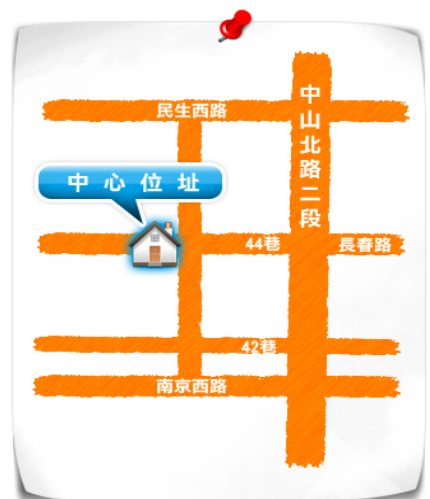 民生西路
中山北路二段
中心位址
44巷
長春路
42巷
南京西路